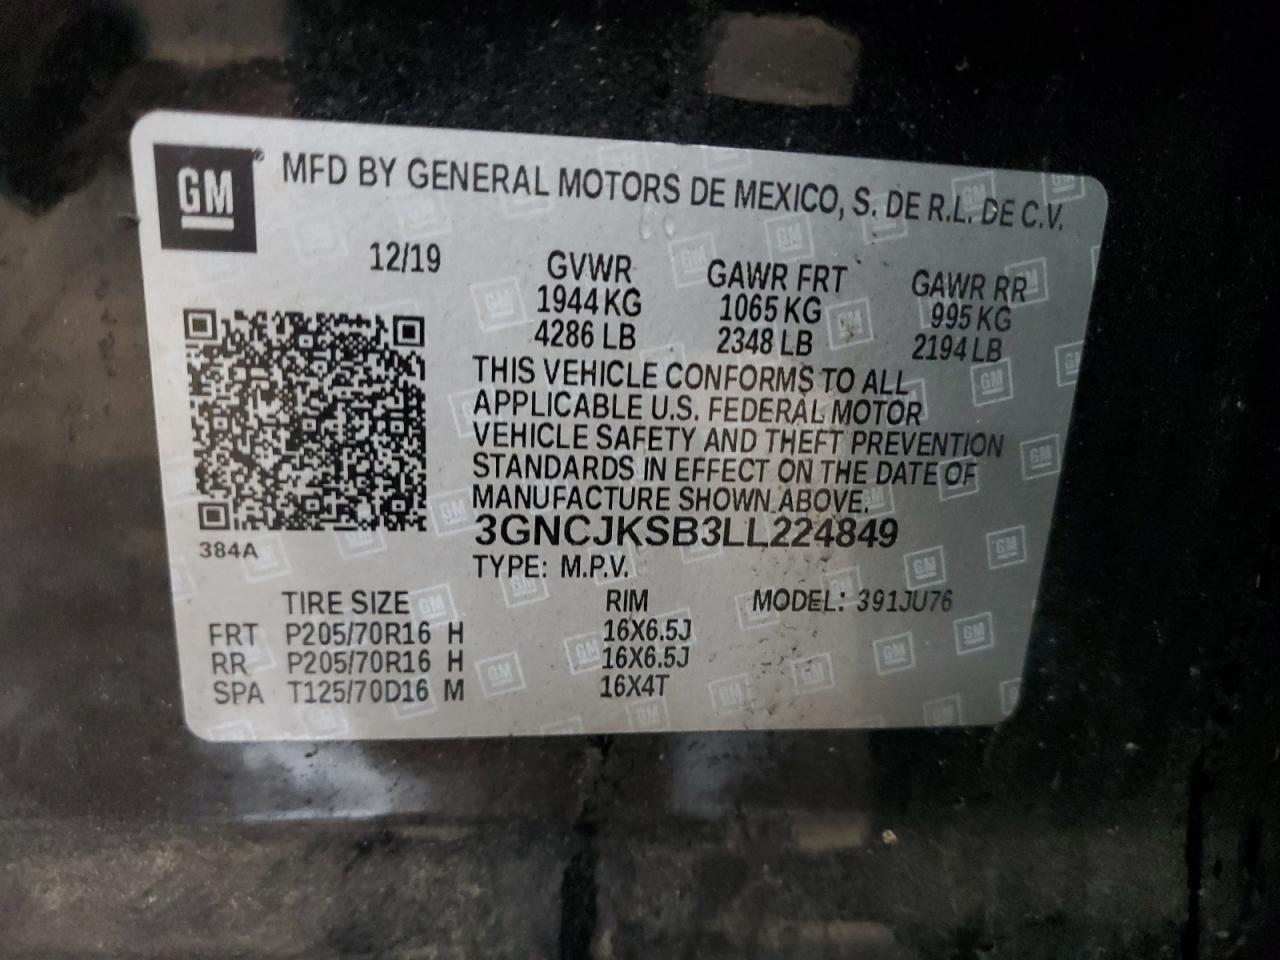 GM® MFD BY GENERAL MOTORS DE MEXICO, S. DE R.L. DE C.V.
12/19 GVWR GAWR FRT GAWR RR
1944 KG 1065 KG 995 KG
4286 LB 2348 LB 2194 LB
THIS VEHICLE CONFORMS TO ALL
APPLICABLE U.S. FEDERAL MOTOR
VEHICLE SAFETY AND THEFT PREVENTION
STANDARDS IN EFFECT ON THE DATE OF
MANUFACTURE SHOWN ABOVE.
3GNCJKSB3LL224849
384A
TYPE: M.P.V.
TIRE SIZE RIM MODEL: 391JU76
FRT P205/70R16 H 16X6.5J
RR P205/70R16 H 16X6.5J
SPA T125/70D16 M 16X4T